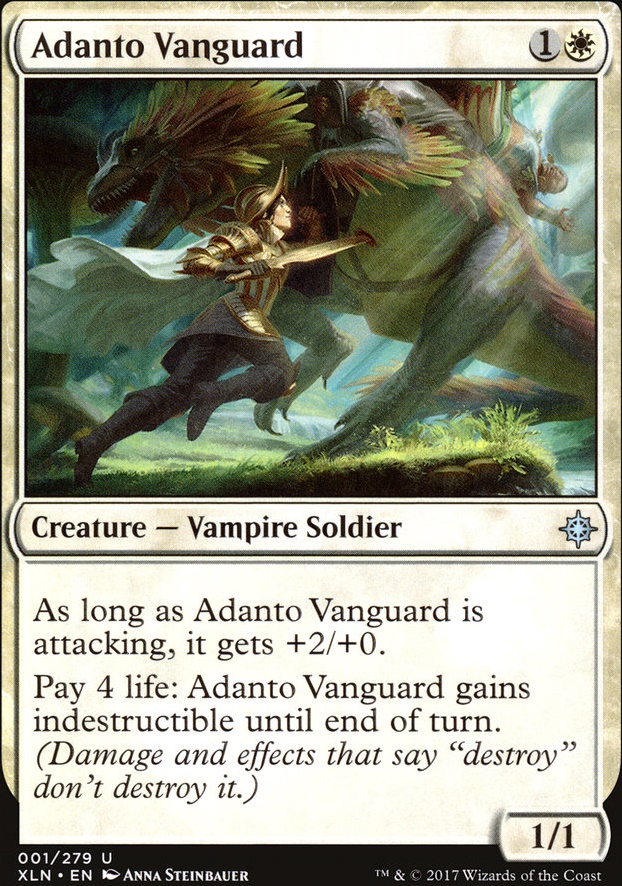 Adanto Vanguard 1
Creature — Vampire Soldier
As long as Adanto Vanguard is
attacking, it gets +2/+0.
Pay 4 life: Adanto Vanguard gains
indestructible until end of turn.
(Damage and effects that say “destroy”
don’t destroy it.)
1/1
001/279 U
XLN • EN Anna Steinbauer
™ & © 2017 Wizards of the Coast